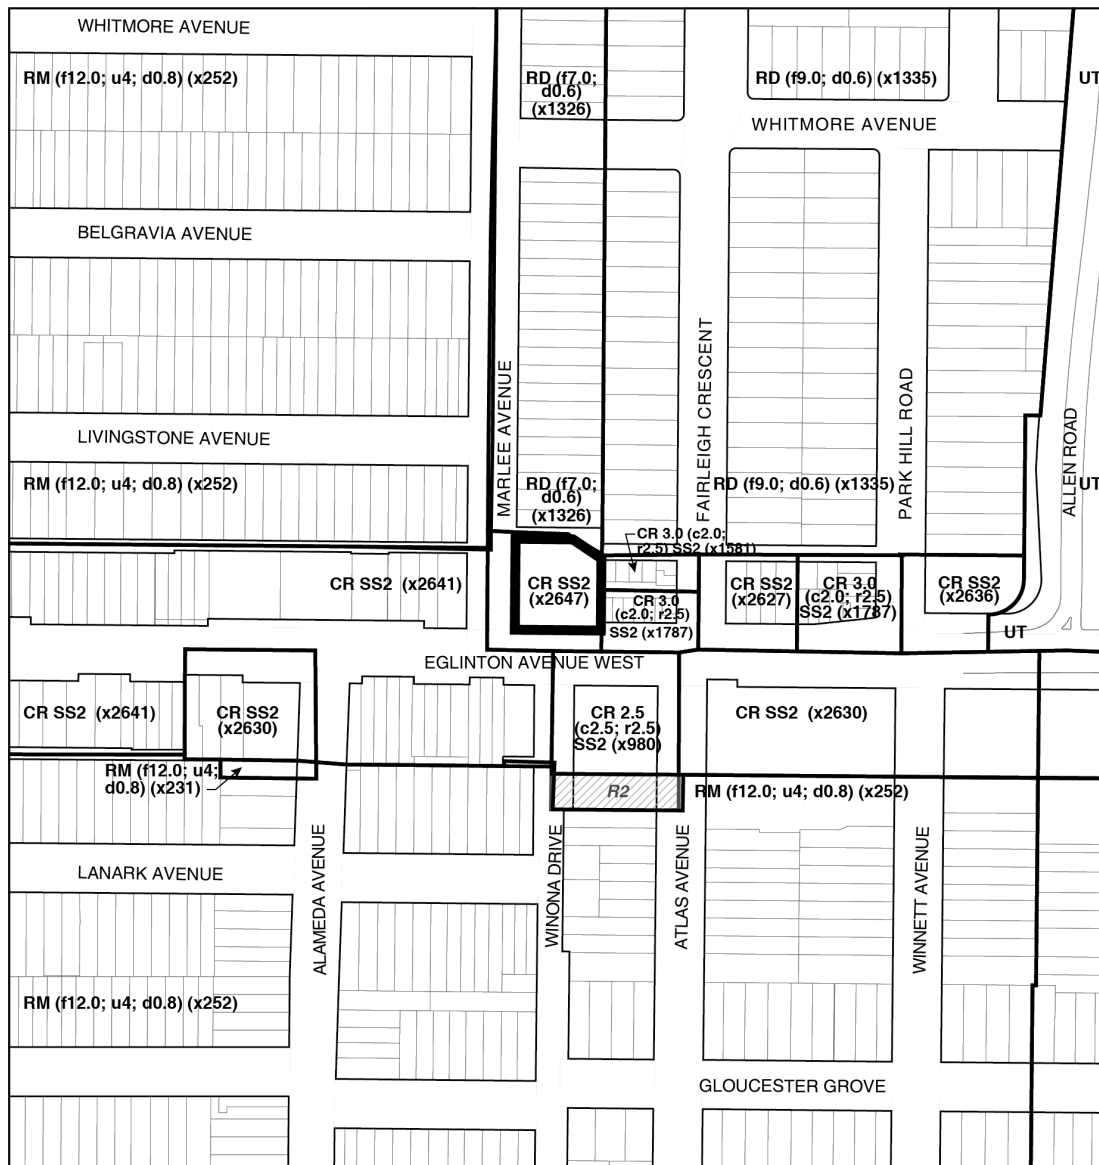 WHITMORE AVENUE
RM (f12.0; u4; d0.8) (x252)
RD (f7.0;
d0.6)
(x1326)
RD (f9.0; d0.6) (x1335)
UT
WHITMORE AVENUE
BELGRAVIA AVENUE
MARLEE AVENUE
FAIRLEIGH CRESCENT
PARK HILL ROAD
ALLEN ROAD
LIVINGSTONE AVENUE
RM (f12.0; u4; d0.8) (x252)
RD (f7.0;
d0.6)
(x1326)
RD (f9.0; d0.6) (x1335)
UT
CR 3.0 (c2.0;
r2.5) SS2 (x1581)
CR SS2 (x2641)
CR SS2
(x2647)
CR 3.0
(c2.0; r2.5)
SS2 (x1787)
CR SS2
(x2627)
CR 3.0
(c2.0; r2.5)
SS2 (x1787)
CR SS2
(x2636)
UT
EGLINTON AVENUE WEST
CR SS2 (x2641)
CR SS2
(x2630)
CR 2.5
(c2.5; r2.5)
SS2 (x980)
CR SS2 (x2630)
RM (f12.0; u4;
d0.8) (x231)
R2
RM (f12.0; u4; d0.8) (x252)
LANARK AVENUE
ALAMEDA AVENUE
WINONA DRIVE
ATLAS AVENUE
WINNETT AVENUE
RM (f12.0; u4; d0.8) (x252)
GLOUCESTER GROVE